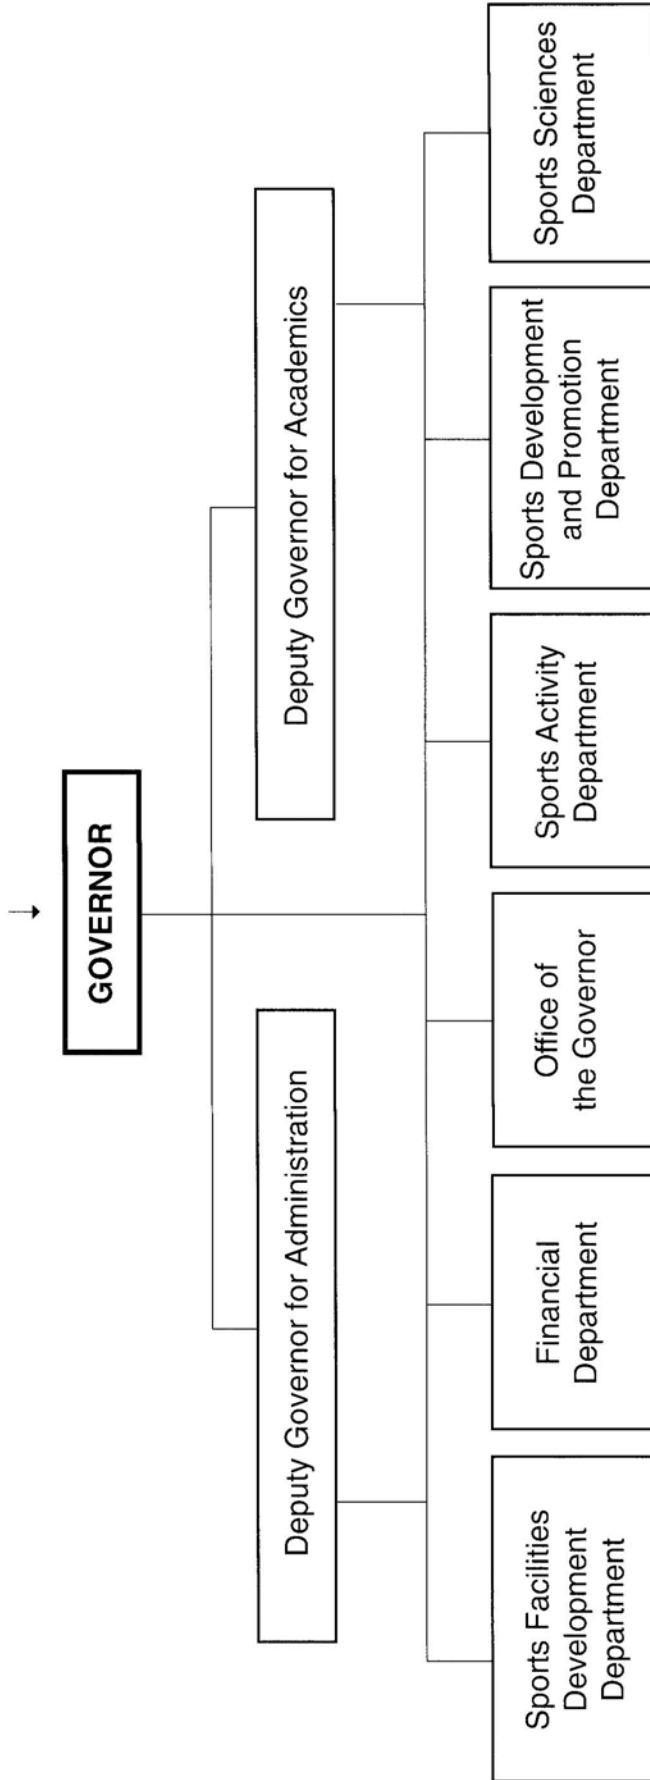 GOVERNOR
Deputy Governor for Administration
Deputy Governor for Academics
Sports Facilities
Development
Department
Financial
Department
Office of
the Governor
Sports Activity
Department
Sports Development
and Promotion
Department
Sports Sciences
Department